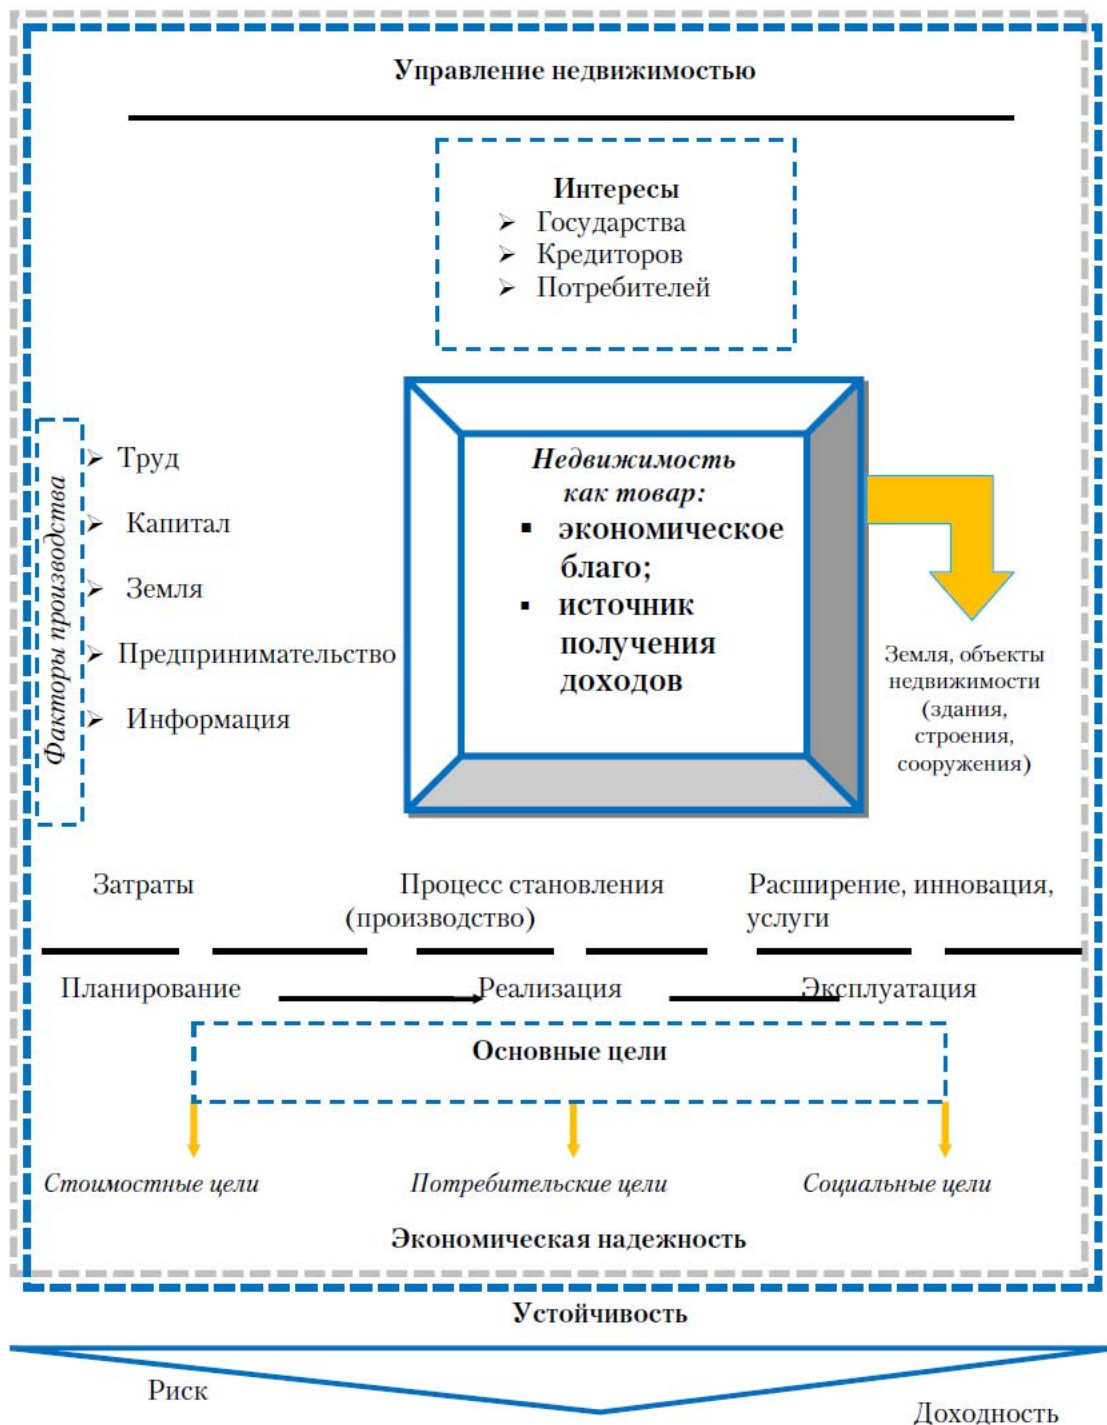 Управление недвижимостью
Интересы
Государства
Кредиторов
Потребителей
Факторы производства
Труд
Капитал
Земля
Предпринимательство
Информация
Недвижимость
как товар:
экономическое
благо;
источник
получения
доходов
Земля, объекты
недвижимости
(здания,
строения,
сооружения)
Затраты
Процесс становления
(производство)
Расширение, инновация,
услуги
Планирование
Реализация
Эксплуатация
Основные цели
Стоимостные цели
Потребительские цели
Социальные цели
Экономическая надежность
Устойчивость
Риск
Доходность